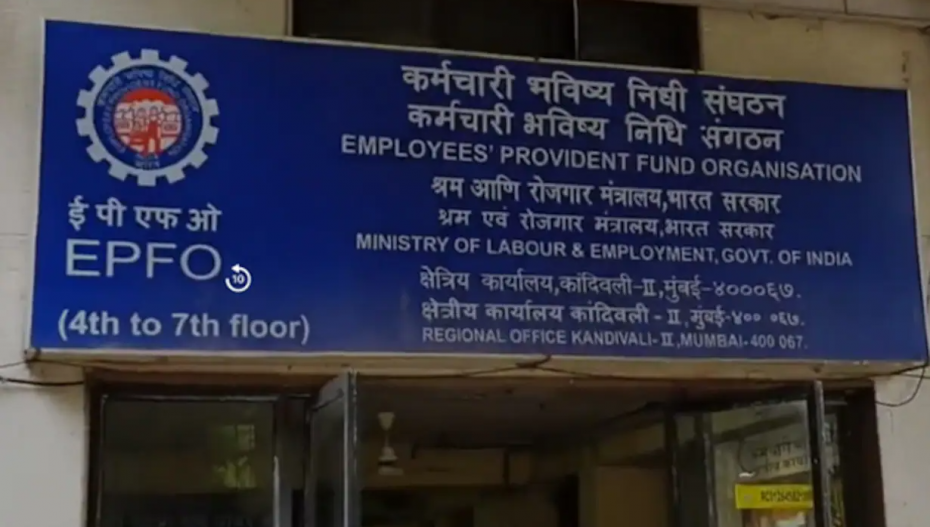 ई पी एफ ओ
EPFO
(4th to 7th floor)
कर्मचारी भविष्य निधी संघठन
कर्मचारी भविष्य निधि संगठन
EMPLOYEES' PROVIDENT FUND ORGANISATION
श्रम आणि रोजगार मंत्रालय,भारत सरकार
श्रम एवं रोजगार मंत्रालय,भारत सरकार
MINISTRY OF LABOUR & EMPLOYMENT, GOVT. OF INDIA
क्षेत्रिय कार्यालय,कांदिवली-II,मुंबई-४०००६७.
क्षेत्रीय कार्यालय कांदिवली - II, मुंबई-४०० ०६७.
REGIONAL OFFICE KANDIVALI-II, MUMBAI-400 067.
10